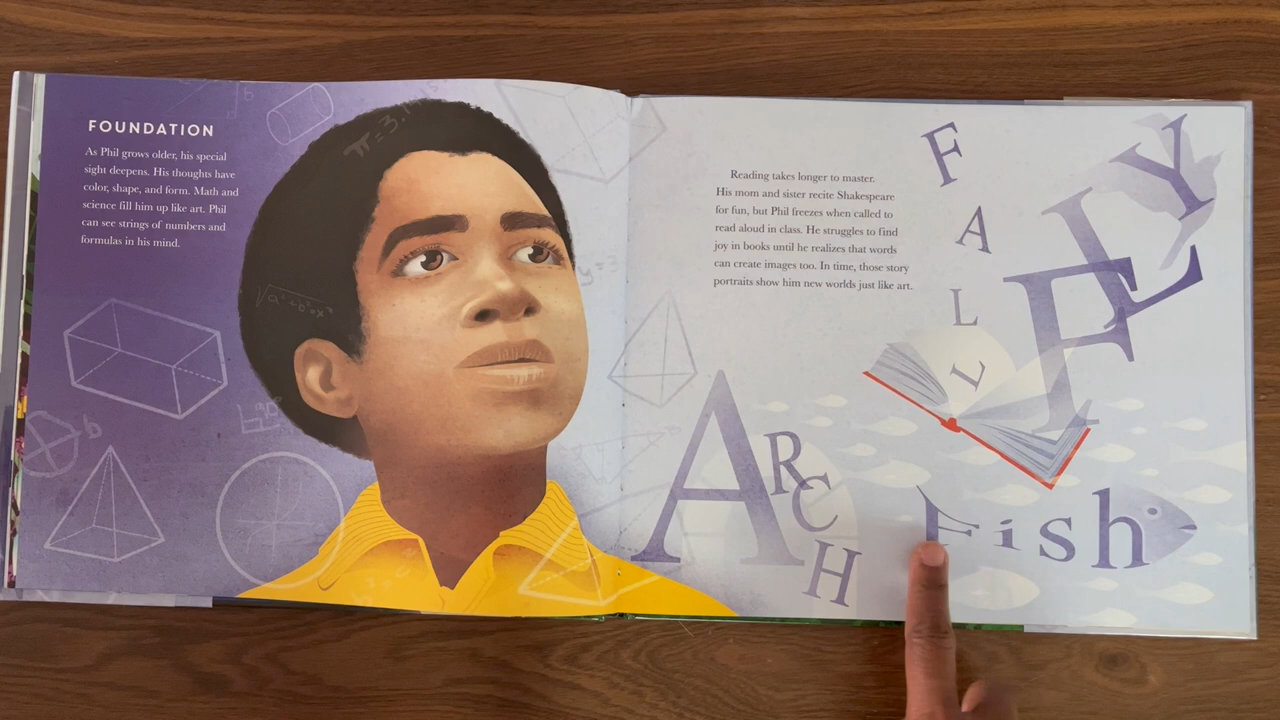 FOUNDATION
As Phil grows older, his special
sight deepens. His thoughts have
color, shape, and form. Math and
science fill him up like art. Phil
can see strings of numbers and
formulas in his mind.
π=3.1415
Reading takes longer to master.
His mom and sister recite Shakespeare
for fun, but Phil freezes when called to
read aloud in class. He struggles to find
joy in books until he realizes that words
can create images too. In time, those story
portraits show him new worlds just like art.
FALL
FLY
ARCH
Fish